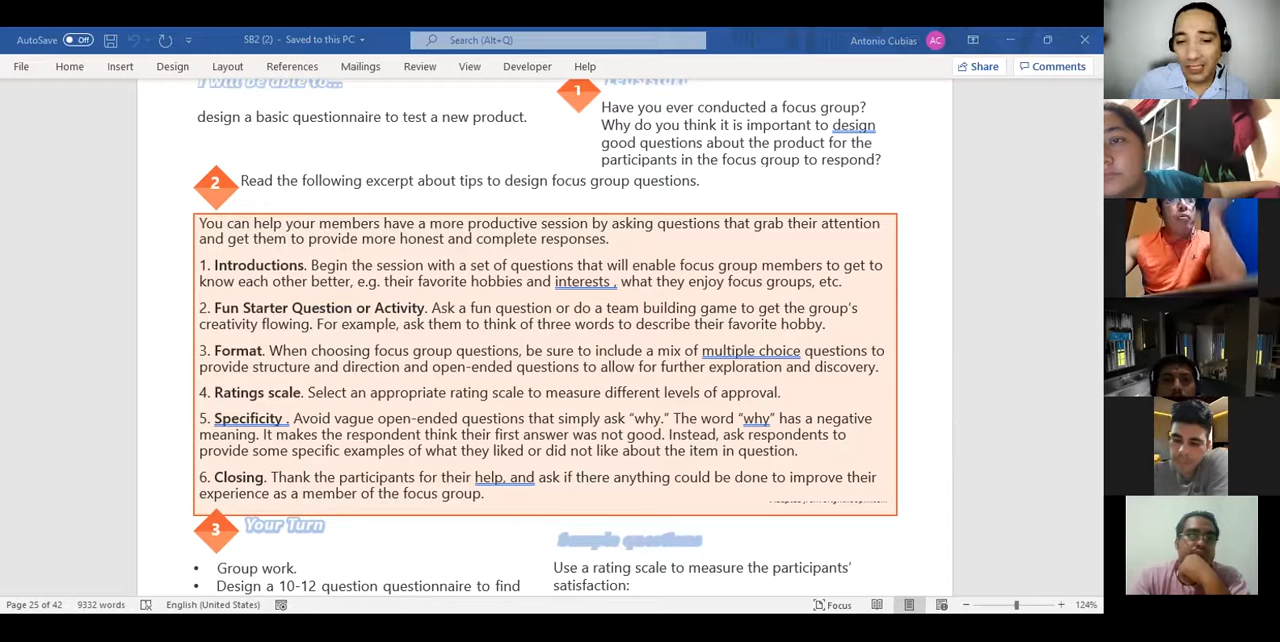 AutoSave Off SB2 (2) - Saved to this PC Search (Alt+Q) Antonio Cubias AC
File Home Insert Design Layout References Mailings Review View Developer Help Share Comments
I will be able to...
design a basic questionnaire to test a new product.
1 Let's start
Have you ever conducted a focus group?
Why do you think it is important to design
good questions about the product for the
participants in the focus group to respond?
2 Read the following excerpt about tips to design focus group questions.
You can help your members have a more productive session by asking questions that grab their attention
and get them to provide more honest and complete responses.
1. Introductions. Begin the session with a set of questions that will enable focus group members to get to
know each other better, e.g. their favorite hobbies and interests , what they enjoy focus groups, etc.
2. Fun Starter Question or Activity. Ask a fun question or do a team building game to get the group's
creativity flowing. For example, ask them to think of three words to describe their favorite hobby.
3. Format. When choosing focus group questions, be sure to include a mix of multiple choice questions to
provide structure and direction and open-ended questions to allow for further exploration and discovery.
4. Ratings scale. Select an appropriate rating scale to measure different levels of approval.
5. Specificity . Avoid vague open-ended questions that simply ask “why.” The word “why” has a negative
meaning. It makes the respondent think their first answer was not good. Instead, ask respondents to
provide some specific examples of what they liked or did not like about the item in question.
6. Closing. Thank the participants for their help, and ask if there anything could be done to improve their
experience as a member of the focus group.
3 Your Turn
• Group work.
• Design a 10-12 question questionnaire to find
Sample questions
Use a rating scale to measure the participants'
satisfaction:
Page 25 of 42 9332 words English (United States) Focus 124%